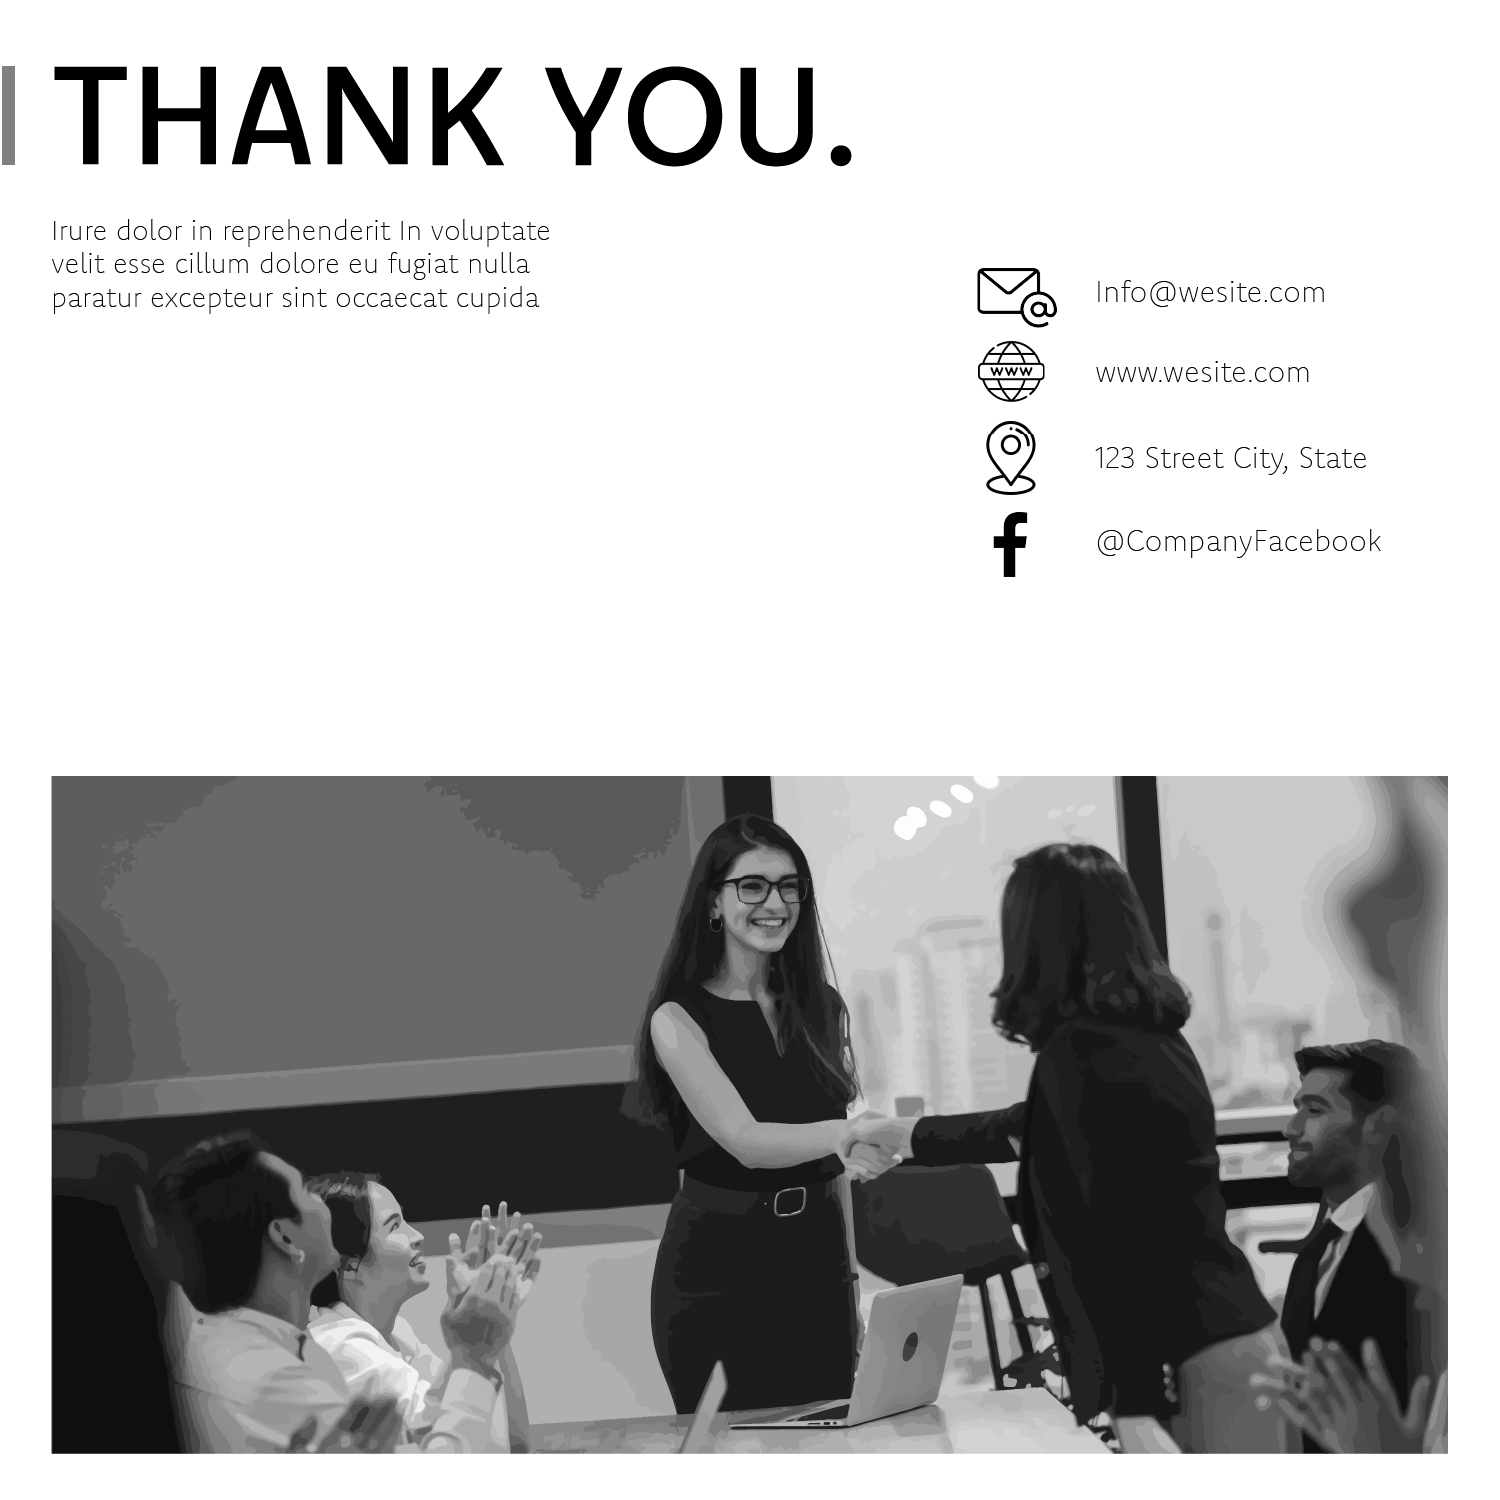 THANK YOU.
Irure dolor in reprehenderit In voluptate
velit esse cillum dolore eu fugiat nulla
paratur excepteur sint occaecat cupida
Info@wesite.com
www
www.wesite.com
123 Street City, State
@CompanyFacebook